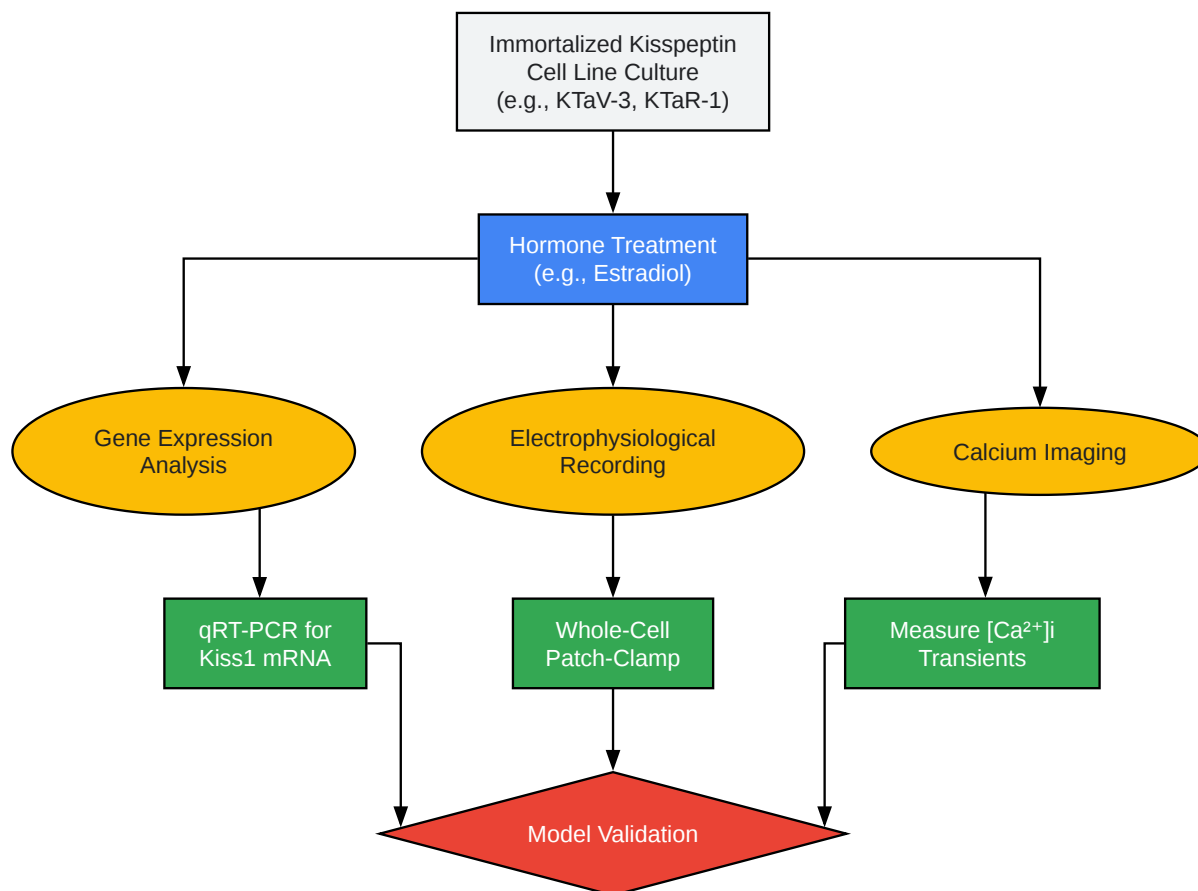 Immortalized Kisspeptin
Cell Line Culture
(e.g., KTaV-3, KTaR-1)
Hormone Treatment
(e.g., Estradiol)
Gene Expression
Analysis
Electrophysiological
Recording
Calcium Imaging
qRT-PCR for
Kiss1 mRNA
Whole-Cell
Patch-Clamp
Measure [Ca²⁺]i
Transients
Model Validation